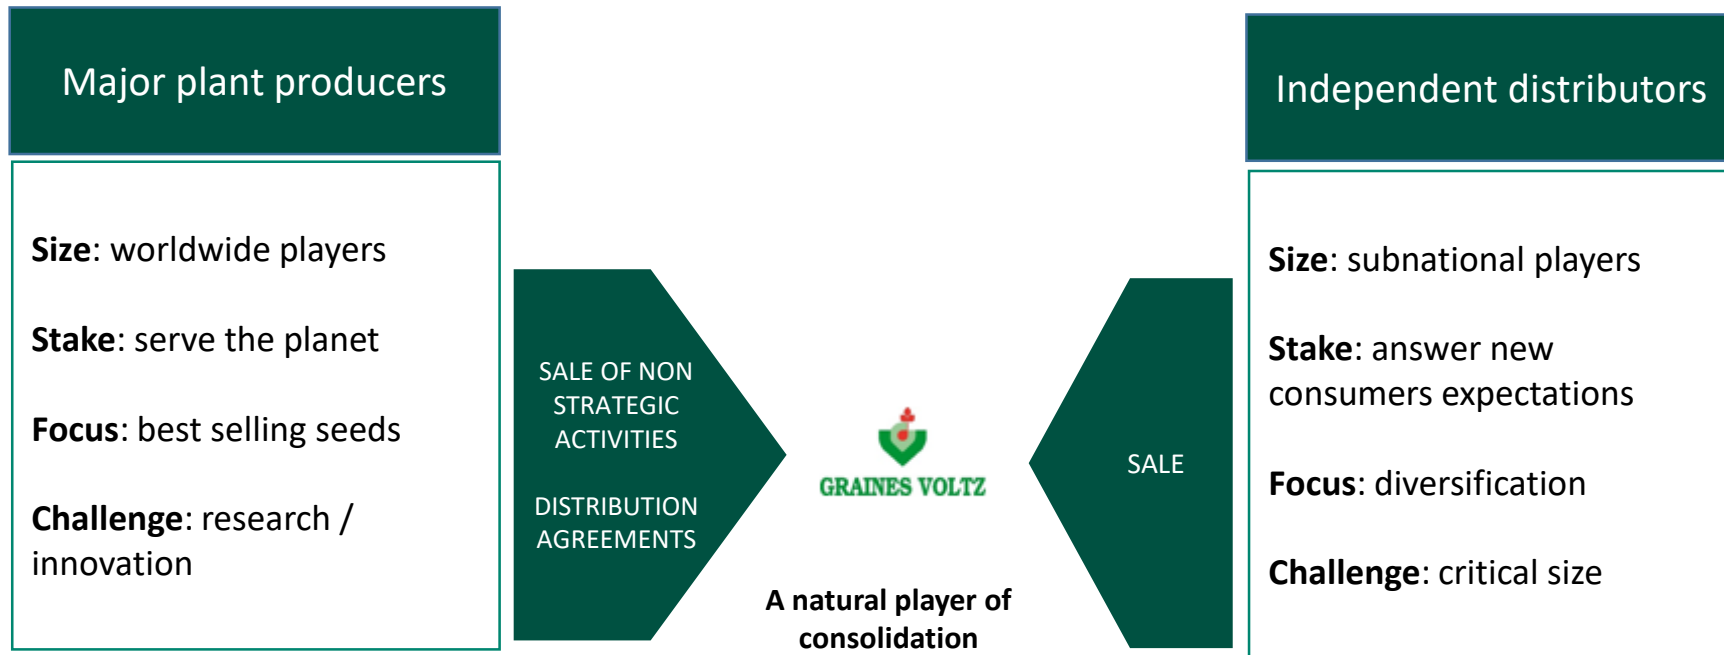 Major plant producers
Size: worldwide players
Stake: serve the planet
Focus: best selling seeds
Challenge: research /
innovation
SALE OF NON
STRATEGIC
ACTIVITIES
DISTRIBUTION
AGREEMENTS
GRAINES VOLTZ
A natural player of
consolidation
SALE
Independent distributors
Size: subnational players
Stake: answer new
consumers expectations
Focus: diversification
Challenge: critical size